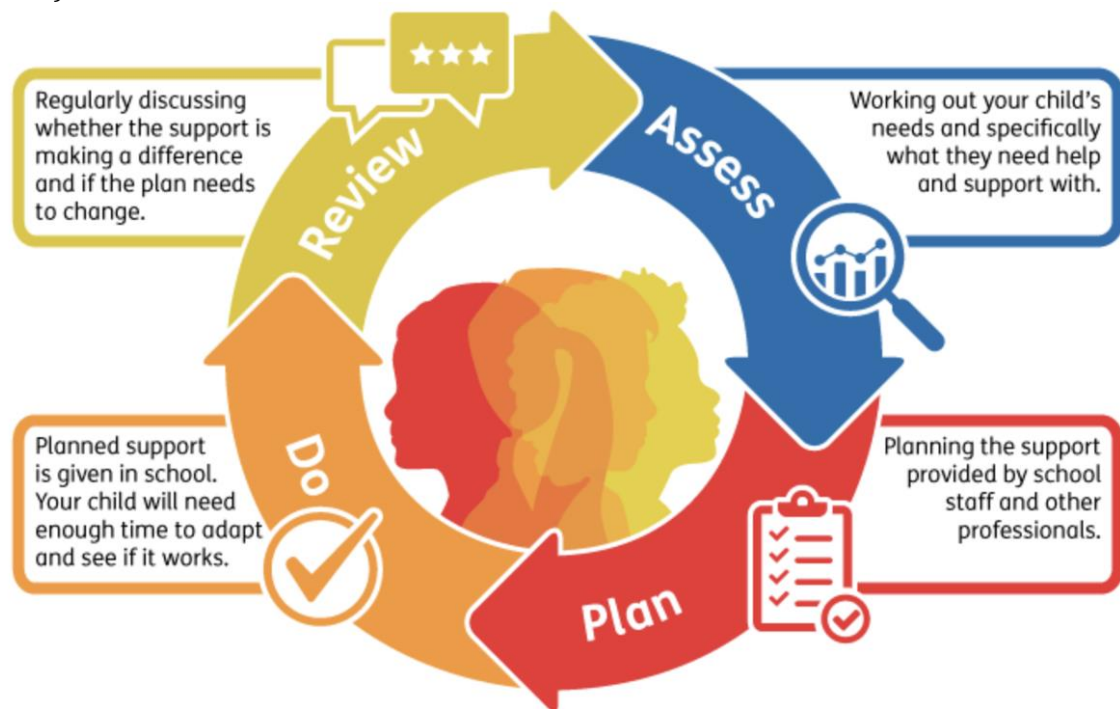 Review
Regularly discussing
whether the support is
making a difference
and if the plan needs
to change.
Assess
Working out your child's
needs and specifically
what they need help
and support with.
Plan
Planning the support
provided by school
staff and other
professionals.
Do
Planned support
is given in school.
Your child will need
enough time to adapt
and see if it works.